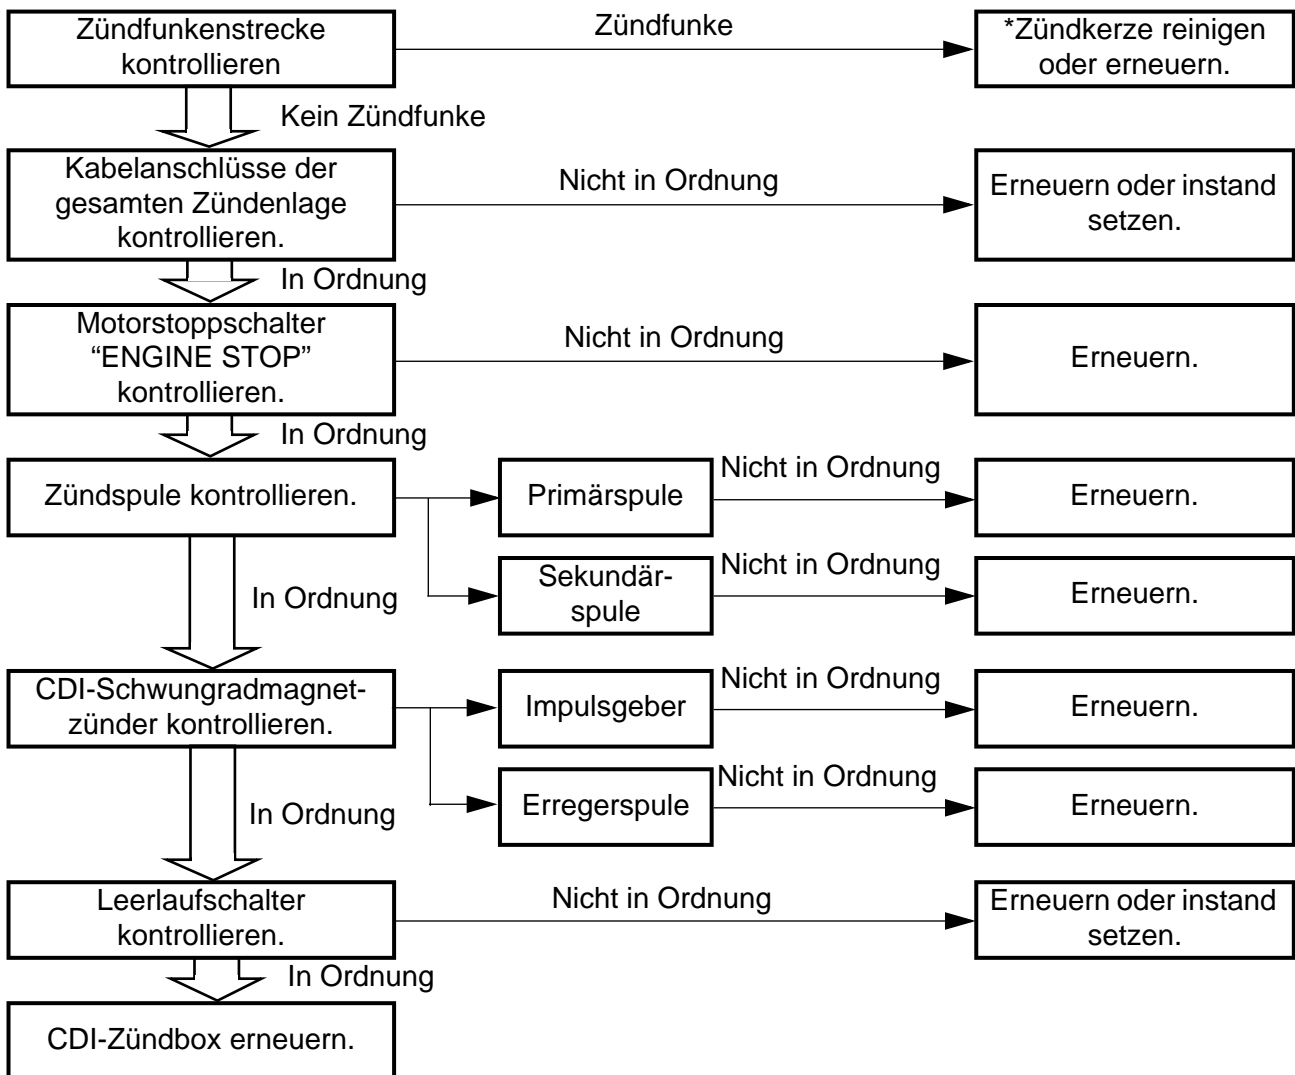 Zündfunkenstrecke
kontrollieren
Zündfunke
*Zündkerze reinigen
oder erneuern.
Kein Zündfunke
Kabelanschlüsse der
gesamten Zündenlage
kontrollieren.
Nicht in Ordnung
Erneuern oder instand
setzen.
In Ordnung
Motorstoppschalter
“ENGINE STOP”
kontrollieren.
Nicht in Ordnung
Erneuern.
In Ordnung
Zündspule kontrollieren.
Primärspule
Nicht in Ordnung
Erneuern.
Sekundär-
spule
Nicht in Ordnung
Erneuern.
In Ordnung
CDI-Schwungradmagnet-
zünder kontrollieren.
Impulsgeber
Nicht in Ordnung
Erneuern.
Erregerspule
Nicht in Ordnung
Erneuern.
In Ordnung
Leerlaufschalter
kontrollieren.
Nicht in Ordnung
Erneuern oder instand
setzen.
In Ordnung
CDI-Zündbox erneuern.